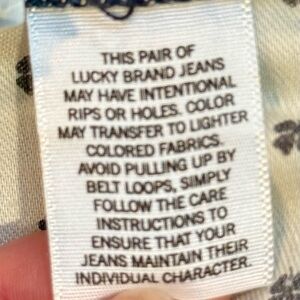 THIS PAIR OF
LUCKY BRAND JEANS
MAY HAVE INTENTIONAL
RIPS OR HOLES. COLOR
MAY TRANSFER TO LIGHTER
COLORED FABRICS.
AVOID PULLING UP BY
BELT LOOPS, SIMPLY
FOLLOW THE CARE
INSTRUCTIONS TO
ENSURE THAT YOUR
JEANS MAINTAIN THEIR
INDIVIDUAL CHARACTER.